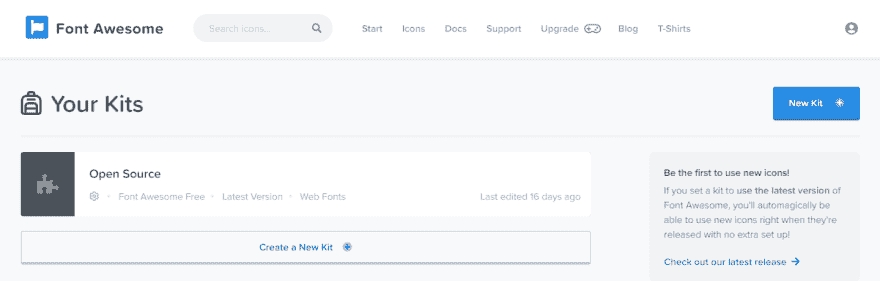 Font Awesome
Search icons...
Start Icons Docs Support Upgrade Blog T-Shirts
Your Kits
New Kit
Open Source
Font Awesome Free • Latest Version • Web Fonts
Last edited 16 days ago
Create a New Kit
Be the first to use new icons!
If you set a kit to use the latest version of
Font Awesome, you'll automagically be
able to use new icons right when they're
released with no extra set up!
Check out our latest release